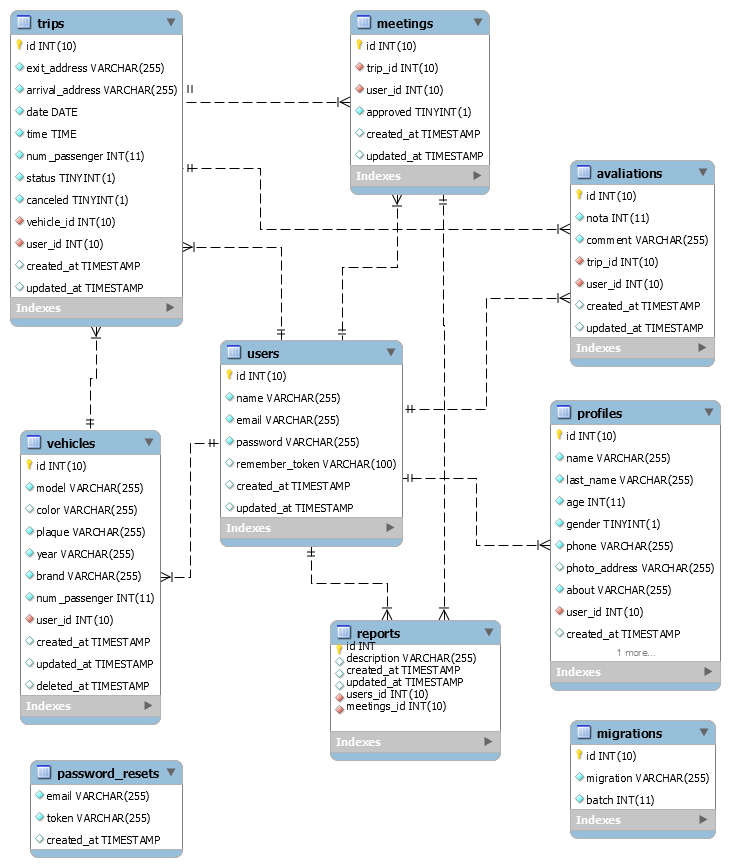 trips
id INT(10)
exit_address VARCHAR(255)
arrival_address VARCHAR(255)
date DATE
time TIME
num_passenger INT(11)
status TINYINT(1)
canceled TINYINT(1)
vehicle_id INT(10)
user_id INT(10)
created_at TIMESTAMP
updated_at TIMESTAMP
Indexes
meetings
id INT(10)
trip_id INT(10)
user_id INT(10)
approved TINYINT(1)
created_at TIMESTAMP
updated_at TIMESTAMP
Indexes
avaliations
id INT(10)
nota INT(11)
comment VARCHAR(255)
trip_id INT(10)
user_id INT(10)
created_at TIMESTAMP
updated_at TIMESTAMP
Indexes
users
id INT(10)
name VARCHAR(255)
email VARCHAR(255)
password VARCHAR(255)
remember_token VARCHAR(100)
created_at TIMESTAMP
updated_at TIMESTAMP
Indexes
vehicles
id INT(10)
model VARCHAR(255)
color VARCHAR(255)
plaque VARCHAR(255)
year VARCHAR(255)
brand VARCHAR(255)
num_passenger INT(11)
user_id INT(10)
created_at TIMESTAMP
updated_at TIMESTAMP
deleted_at TIMESTAMP
Indexes
profiles
id INT(10)
name VARCHAR(255)
last_name VARCHAR(255)
age INT(11)
gender TINYINT(1)
phone VARCHAR(255)
photo_address VARCHAR(255)
about VARCHAR(255)
user_id INT(10)
created_at TIMESTAMP
1 more...
Indexes
reports
id INT
description VARCHAR(255)
created_at TIMESTAMP
updated_at TIMESTAMP
users_id INT(10)
meetings_id INT(10)
Indexes
migrations
id INT(10)
migration VARCHAR(255)
batch INT(11)
Indexes
password_resets
email VARCHAR(255)
token VARCHAR(255)
created_at TIMESTAMP